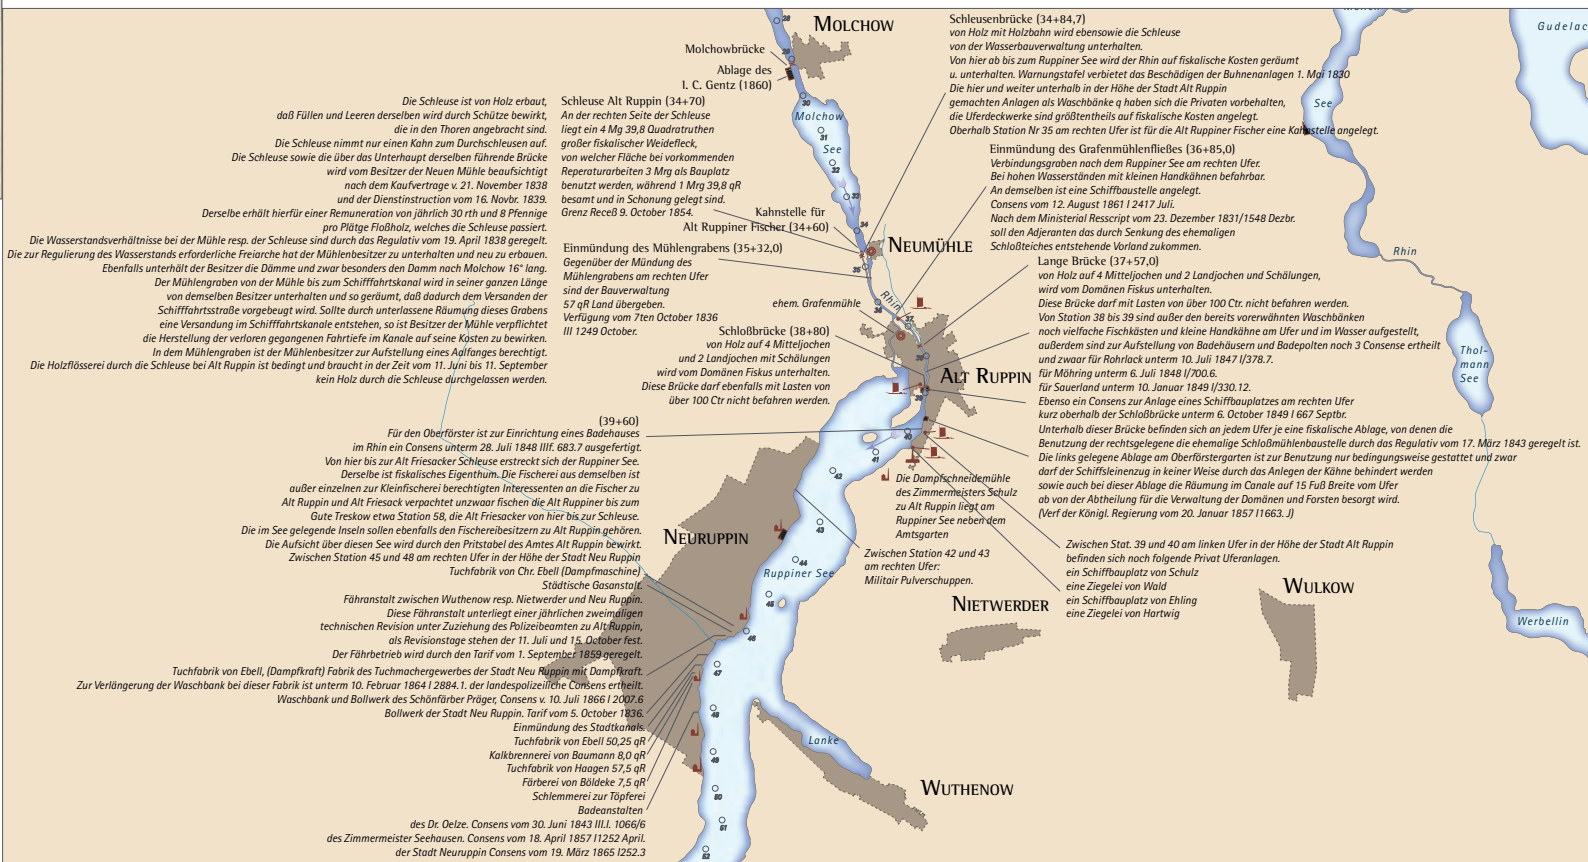 MOLCHOW
Molchowbrücke
Ablage des
I. C. Gentz (1860)
Schleusenbrücke (34+84,7)
von Holz mit Holzbahn wird ebensowie die Schleuse
von der Wasserbauverwaltung unterhalten.
Von hier ab bis zum Ruppiner See wird der Rhin auf fiskalische Kosten geräumt
u. unterhalten. Warnungstafel verbietet das Beschädigen der Buhnenanlagen 1. Mai 1830
Die hier und weiter unterhalb in der Höhe der Stadt Alt Ruppin
gemachten Anlagen als Waschbänke q haben sich die Privaten vorbehalten,
die Uferdeckwerke sind größtentheils auf fiskalische Kosten angelegt.
Oberhalb Station Nr 35 am rechten Ufer ist für die Alt Ruppiner Fischer eine Kahnstelle angelegt.
Gudelac
See
Die Schleuse ist von Holz erbaut,
daß Füllen und Leeren derselben wird durch Schütze bewirkt,
die in den Thoren angebracht sind.
Die Schleuse nimmt nur einen Kahn zum Durchschleusen auf.
Die Schleuse sowie die über das Unterhaupt derselben führende Brücke
wird vom Besitzer der Neuen Mühle beaufsichtigt
nach dem Kaufvertrage v. 21. November 1838
und der Dienstinstruction vom 16. Novbr. 1839.
Derselbe erhält hierfür einer Remuneration von jährlich 30 rth und 8 Pfennige
pro Plätge Floßholz, welches die Schleuse passiert.
Die Wasserstandsverhältnisse bei der Mühle resp. der Schleuse sind durch das Regulativ vom 19. April 1838 geregelt.
Die zur Regulierung des Wasserstands erforderliche Freiarche hat der Mühlenbesitzer zu unterhalten und neu zu erbauen.
Ebenfalls unterhält der Besitzer die Dämme und zwar besonders den Damm nach Molchow 16° lang.
Der Mühlengraben von der Mühle bis zum Schifffahrtskanal wird in seiner ganzen Länge
von demselben Besitzer unterhalten und so geräumt, daß dadurch dem Versanden der
Schifffahrtsstraße vorgebeugt wird. Sollte durch unterlassene Räumung dieses Grabens
eine Versandung im Schifffahrtskanale entstehen, so ist Besitzer der Mühle verpflichtet
die Herstellung der verloren gegangenen Fahrtiefe im Kanale auf seine Kosten zu bewirken.
In dem Mühlengraben ist der Mühlenbesitzer zur Aufstellung eines Aalfanges berechtigt.
Die Holzflösserei durch die Schleuse bei Alt Ruppin ist bedingt und braucht in der Zeit vom 11. Juni bis 11. September
kein Holz durch die Schleuse durchgelassen werden.
Schleuse Alt Ruppin (34+70)
An der rechten Seite der Schleuse
liegt ein 4 Mg 39,8 Quadratruthen
großer fiskalischer Weidefleck,
von welcher Fläche bei vorkommenden
Reperaturarbeiten 3 Mrg als Bauplatz
benutzt werden, während 1 Mrg 39,8 qR
besamt und in Schonung gelegt sind.
Grenz Receß 9. October 1854.
Kahnstelle für
Alt Ruppiner Fischer (34+60)
Einmündung des Mühlengrabens (35+32,0)
Gegenüber der Mündung des
Mühlengrabens am rechten Ufer
sind der Bauverwaltung
57 qR Land übergeben.
Verfügung vom 7ten October 1836
III 1249 October.
Molchow
See
28
29
30
31
32
33
34
35
36
37
38
39
NEUMÜHLE
Rhin
ehem. Grafenmühle
Einmündung des Grafenmühlenfließes (36+85,0)
Verbindungsgraben nach dem Ruppiner See am rechten Ufer.
Bei hohen Wasserständen mit kleinen Handkähnen befahrbar.
An demselben ist eine Schiffbaustelle angelegt.
Consens vom 12. August 1861 I 2417 Juli.
Nach dem Ministerial Resscript vom 23. Dezember 1831/1548 Dezbr.
soll den Adjeranten das durch Senkung des ehemaligen
Schloßteiches entstehende Vorland zukommen.
Rhin
Lange Brücke (37+57,0)
von Holz auf 4 Mitteljochen und 2 Landjochen und Schälungen,
wird vom Domänen Fiskus unterhalten.
Diese Brücke darf mit Lasten von über 100 Ctr. nicht befahren werden.
Von Station 38 bis 39 sind außer den bereits vorerwähnten Waschbänken
noch vielfache Fischkästen und kleine Handkähne am Ufer und im Wasser aufgestellt,
außerdem sind zur Aufstellung von Badehäusern und Badepolten noch 3 Consense ertheilt
und zwaar für Rohrlack unterm 10. Juli 1847 I/378.7.
für Möhring unterm 6. Juli 1848 I/700.6.
für Sauerland unterm 10. Januar 1849 I/330.12.
Ebenso ein Consens zur Anlage eines Schiffbauplatzes am rechten Ufer
kurz oberhalb der Schloßbrücke unterm 6. October 1849 I 667 Septbr.
Unterhalb dieser Brücke befinden sich an jedem Ufer je eine fiskalische Ablage, von denen die
Benutzung der rechtsgelegene die ehemalige Schloßmühlenbaustelle durch das Regulativ vom 17. März 1843 geregelt ist.
Die links gelegene Ablage am Oberförstergarten ist zur Benutzung nur bedingungsweise gestattet und zwar
darf der Schiffsleinenzug in keiner Weise durch das Anlegen der Kähne behindert werden
sowie auch bei dieser Ablage die Räumung im Canale auf 15 Fuß Breite vom Ufer
ab von der Abtheilung für die Verwaltung der Domänen und Forsten besorgt wird.
(Verf der Königl. Regierung vom 20. Januar 1857 I1663. J)
Thol-
mann
See
Schloßbrücke (38+80)
von Holz auf 4 Mitteljochen
und 2 Landjochen mit Schälungen
wird vom Domänen Fiskus unterhalten.
Diese Brücke darf ebenfalls mit Lasten von
über 100 Ctr nicht befahren werden.
ALT RUPPIN
(39+60)
Für den Oberförster ist zur Einrichtung eines Badehauses
im Rhin ein Consens unterm 28. Juli 1848 IIIf. 683.7 ausgefertigt.
Von hier bis zur Alt Friesacker Schleuse erstreckt sich der Ruppiner See.
Derselbe ist fiskalisches Eigenthum. Die Fischerei aus demselben ist
außer einzelnen zur Kleinfischerei berechtigten Interessenten an die Fischer zu
Alt Ruppin und Alt Friesack verpachtet unzwaar fischen die Alt Ruppiner bis zum
Gute Treskow etwa Station 58, die Alt Friesacker von hier bis zur Schleuse.
Die im See gelegende Inseln sollen ebenfalls den Fischereibesitzern zu Alt Ruppin gehören.
Die Aufsicht über diesen See wird durch den Pritstabel des Amtes Alt Ruppin bewirkt.
Zwischen Station 45 und 48 am rechten Ufer in der Höhe der Stadt Neu Ruppin
Tuchfabrik von Chr. Ebell (Dampfmaschine)
Städtische Gasanstalt.
Fähranstalt zwischen Wuthenow resp. Nietwerder und Neu Ruppin.
Diese Fähranstalt unterliegt einer jährlichen zweimaligen
technischen Revision unter Zuziehung des Polizeibeamten zu Alt Ruppin,
als Revisionstage stehen der 11. Juli und 15. October fest.
Der Fährbetrieb wird durch den Tarif vom 1. September 1859 geregelt.
Tuchfabrik von Ebell, (Dampfkraft) Fabrik des Tuchmachergewerbes der Stadt Neu Ruppin mit Dampfkraft.
Zur Verlängerung der Waschbank bei dieser Fabrik ist unterm 10. Februar 1864 I 2884.1. der landespolizeiliche Consens ertheilt.
Waschbank und Bollwerk des Schönfärber Präger, Consens v. 10. Juli 1866 I 2007.6
Bollwerk der Stadt Neu Ruppin. Tarif vom 5. October 1836.
Einmündung des Stadtkanals.
Tuchfabrik von Ebell 50,25 qR
Kalkbrennerei von Baumann 8,0 qR
Tuchfabrik von Haagen 57,5 qR
Färberei von Böldeke 7,5 qR
Schlemmerei zur Töpferei
Badeanstalten
des Dr. Oelze. Consens vom 30. Juni 1843 III.I. 1066/6
des Zimmermeister Seehausen. Consens vom 18. April 1857 I1252 April.
der Stadt Neuruppin Consens vom 19. März 1865 I252.3
40
41
42
43
44
45
46
47
48
49
50
51
52
Die Dampfschneidemühle
des Zimmermeisters Schulz
zu Alt Ruppin liegt am
Ruppiner See neben dem
Amtsgarten
NEURUPPIN
Ruppiner See
Zwischen Station 42 und 43
am rechten Ufer:
Militair Pulverschuppen.
Zwischen Stat. 39 und 40 am linken Ufer in der Höhe der Stadt Alt Ruppin
befinden sich noch folgende Privat Uferanlagen.
ein Schiffbauplatz von Schulz
eine Ziegelei von Wald
ein Schiffbauplatz von Ehling
eine Ziegelei von Hartwig
NIETWERDER
WULKOW
Werbellin
Lanke
WUTHENOW